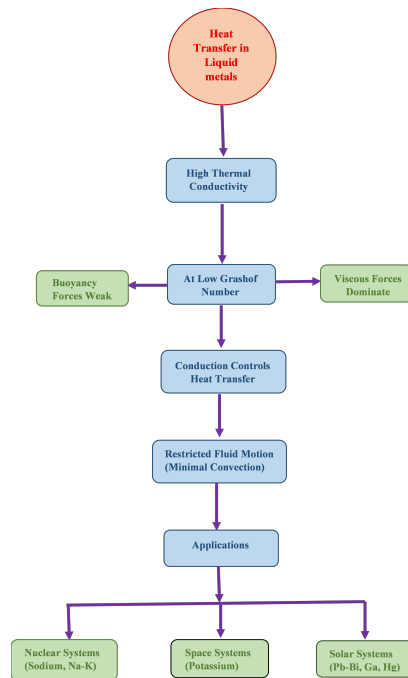 Heat
Transfer in
Liquid
metals
High Thermal
Conductivity
Buoyancy
Forces Weak
At Low Grashof
Number
Viscous Forces
Dominate
Conduction Controls
Heat Transfer
Restricted Fluid Motion
(Minimal Convection)
Applications
Nuclear Systems
(Sodium, Na-K)
Space Systems
(Potassium)
Solar Systems
(Pb-Bi, Ga, Hg)